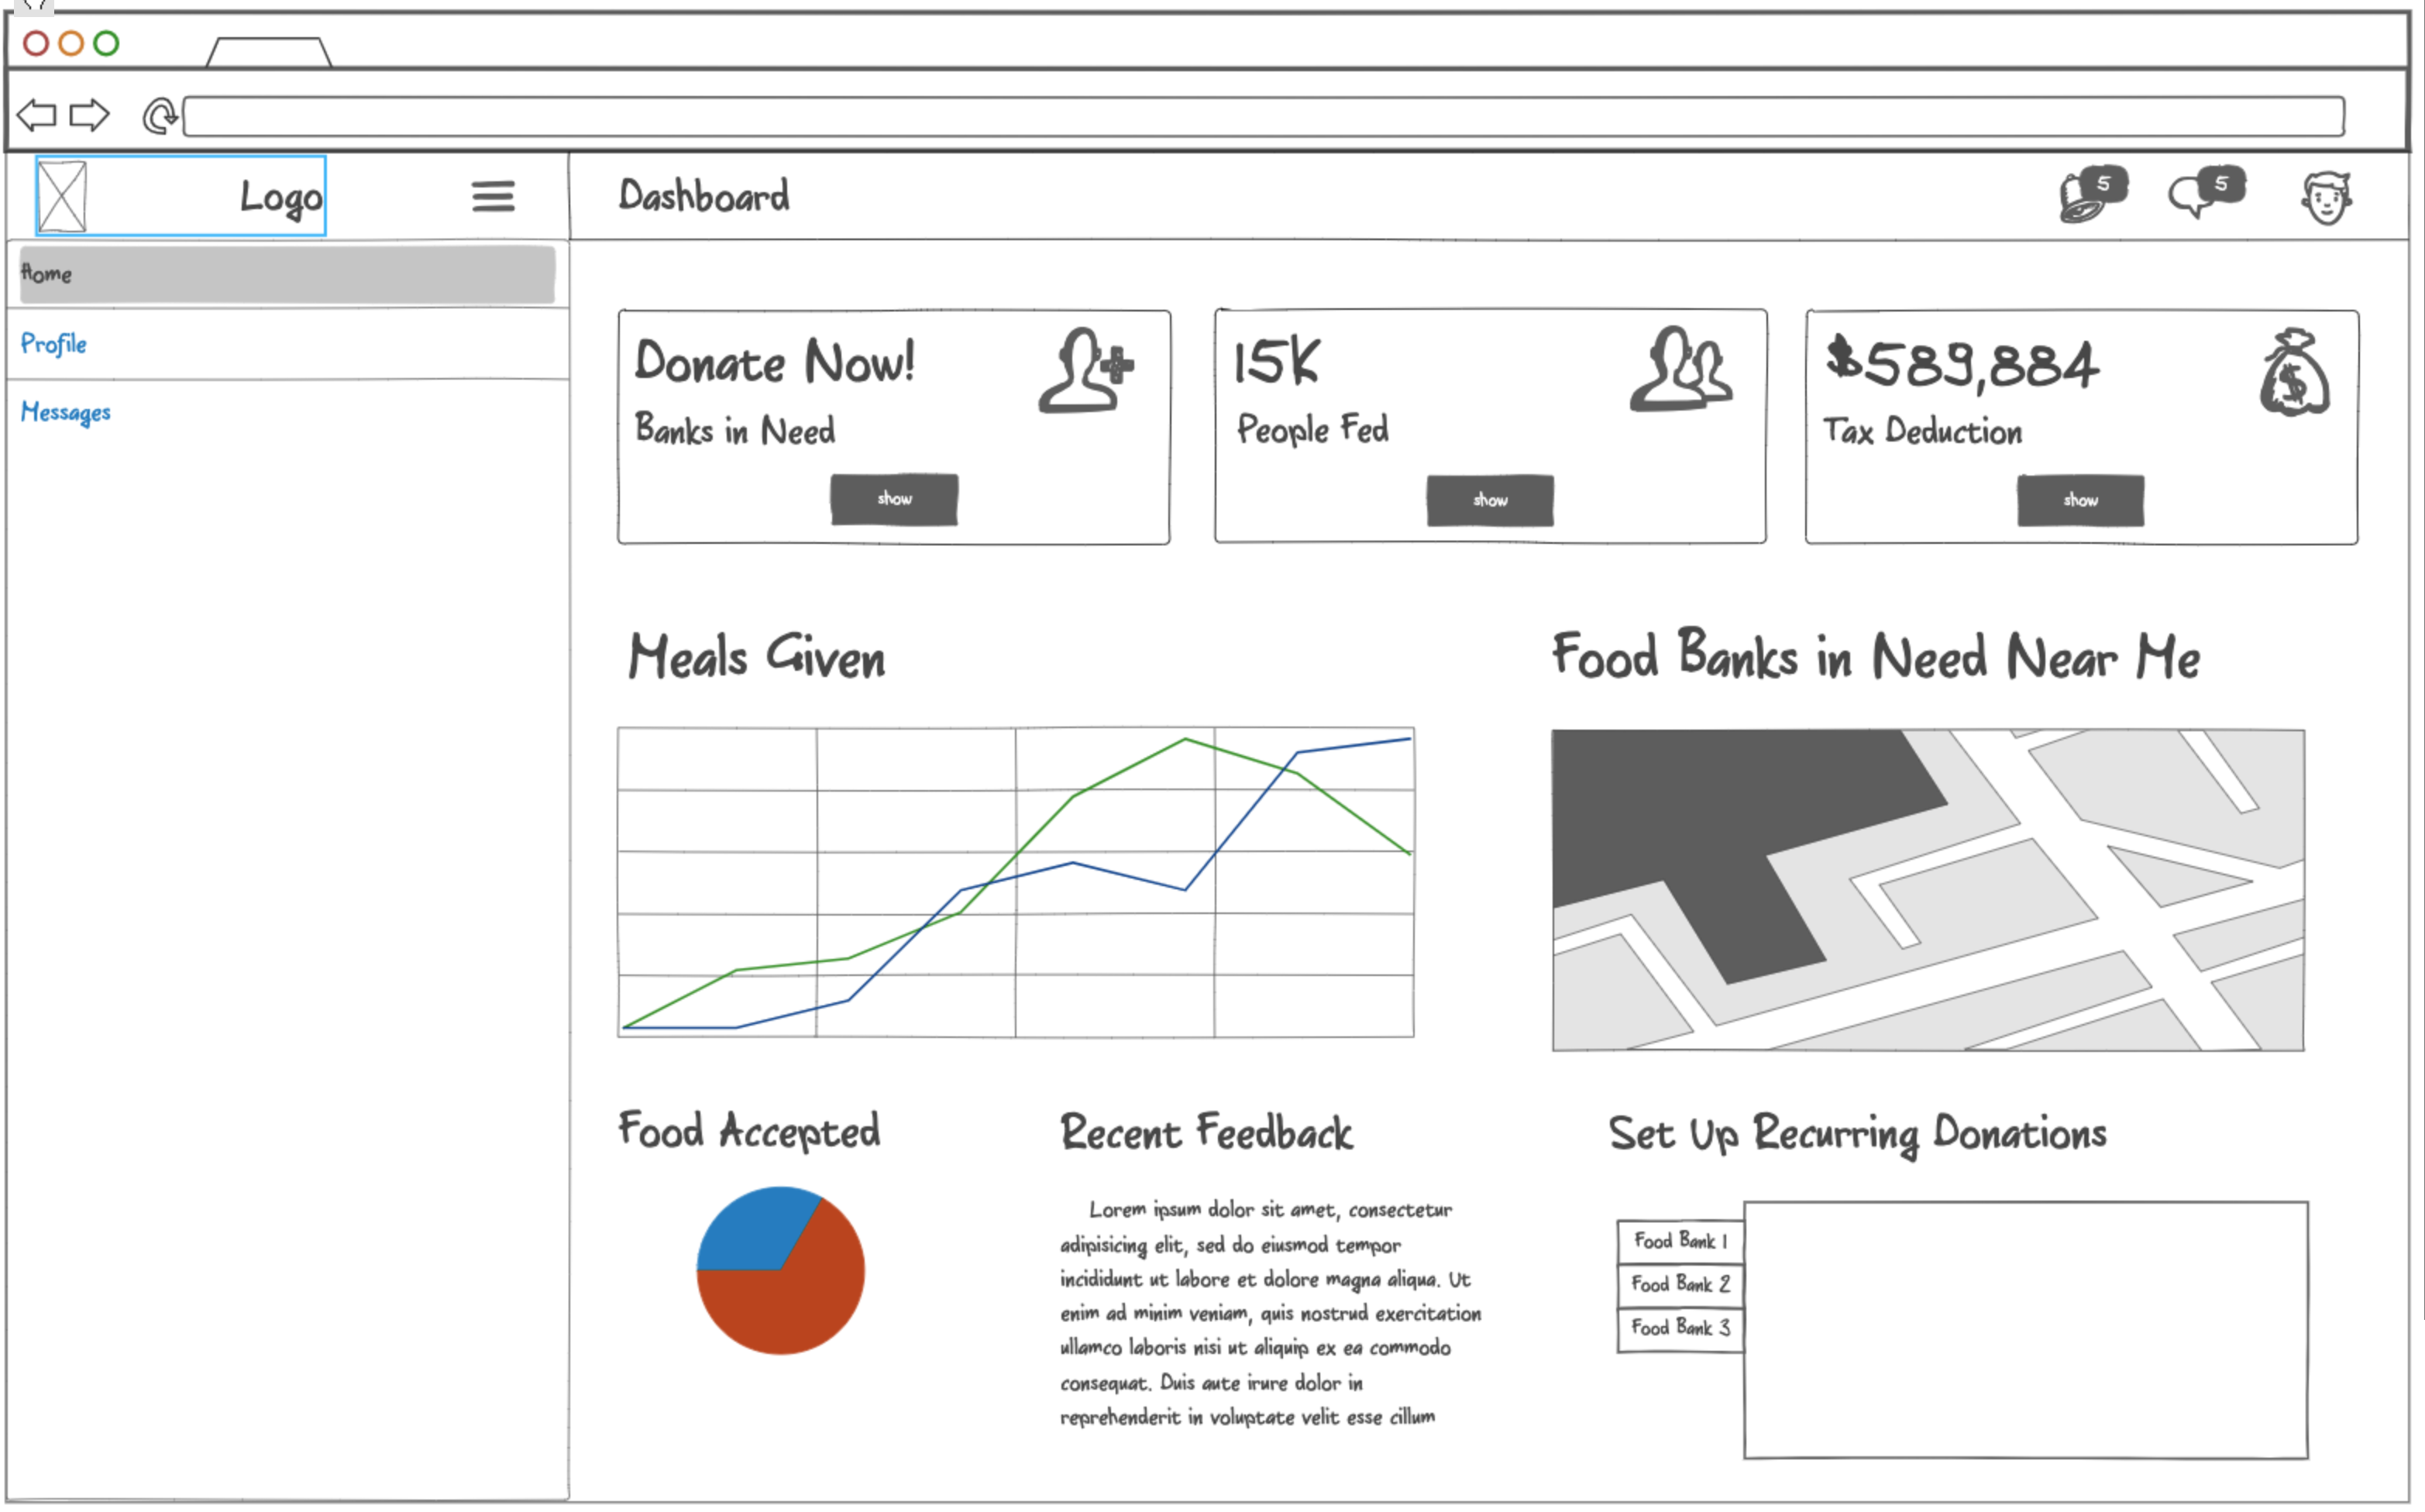 Logo
Dashboard
5
5
Home
Profile
Messages
Donate Now!
Banks in Need
show
15K
People Fed
show
$589,884
Tax Deduction
show
Meals Given
Food Banks in Need Near Me
Food Accepted
Recent Feedback
Lorem ipsum dolor sit amet, consectetur
adipisicing elit, sed do eiusmod tempor
incididunt ut labore et dolore magna aliqua. Ut
enim ad minim veniam, quis nostrud exercitation
ullamco laboris nisi ut aliquip ex ea commodo
consequat. Duis aute irure dolor in
reprehenderit in voluptate velit esse cillum
Set Up Recurring Donations
Food Bank 1
Food Bank 2
Food Bank 3